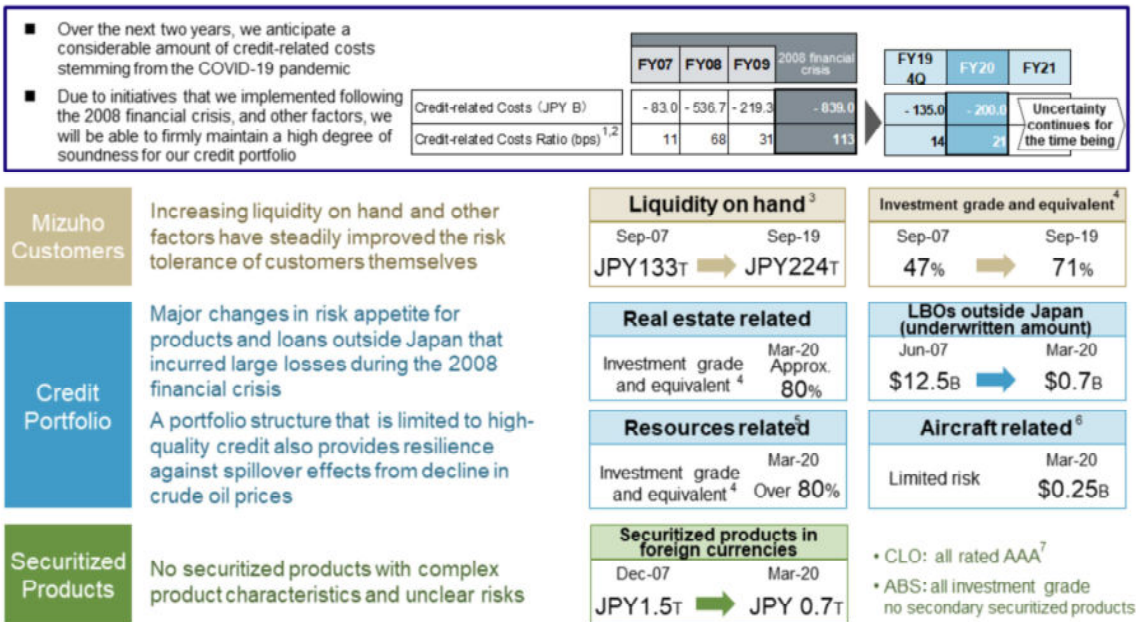 ■ Over the next two years, we anticipate a
considerable amount of credit-related costs
stemming from the COVID-19 pandemic
■ Due to initiatives that we implemented following
the 2008 financial crisis, and other factors, we
will be able to firmly maintain a high degree of
soundness for our credit portfolio
FY07 FY08 FY09 2008 financial crisis FY19 4Q FY20 FY21
Credit-related Costs (JPY B) - 83.0 - 536.7 - 219.3 - 839.0 - 135.0 - 200.0
Credit-related Costs Ratio (bps) 1,2 11 68 31 113 14 21
Uncertainty
continues for
the time being
Mizuho
Customers
Increasing liquidity on hand and other
factors have steadily improved the risk
tolerance of customers themselves
Liquidity on hand 3
Sep-07 Sep-19
JPY133T JPY224T
Investment grade and equivalent 4
Sep-07 Sep-19
47% 71%
Credit
Portfolio
Major changes in risk appetite for
products and loans outside Japan that
incurred large losses during the 2008
financial crisis
A portfolio structure that is limited to high-
quality credit also provides resilience
against spillover effects from decline in
crude oil prices
Real estate related
Investment grade
and equivalent 4
Mar-20
Approx.
80%
LBOs outside Japan
(underwritten amount)
Jun-07 Mar-20
$12.5B $0.7B
Resources related 5
Investment grade
and equivalent 4
Mar-20
Over 80%
Aircraft related 6
Limited risk
Mar-20
$0.25B
Securitized
Products
No securitized products with complex
product characteristics and unclear risks
Securitized products in
foreign currencies
Dec-07 Mar-20
JPY1.5T JPY 0.7T
• CLO: all rated AAA 7
• ABS: all investment grade
no secondary securitized products